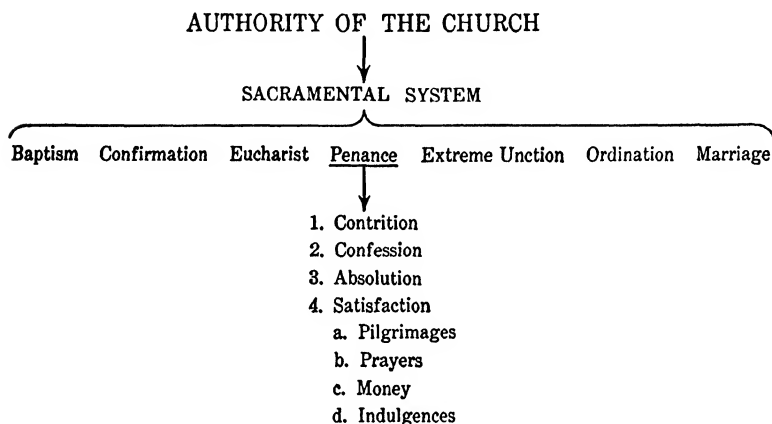 AUTHORITY OF THE CHURCH
SACRAMENTAL SYSTEM
Baptism Confirmation Eucharist Penance Extreme Unction Ordination Marriage
1. Contrition
2. Confession
3. Absolution
4. Satisfaction
a. Pilgrimages
b. Prayers
c. Money
d. Indulgences